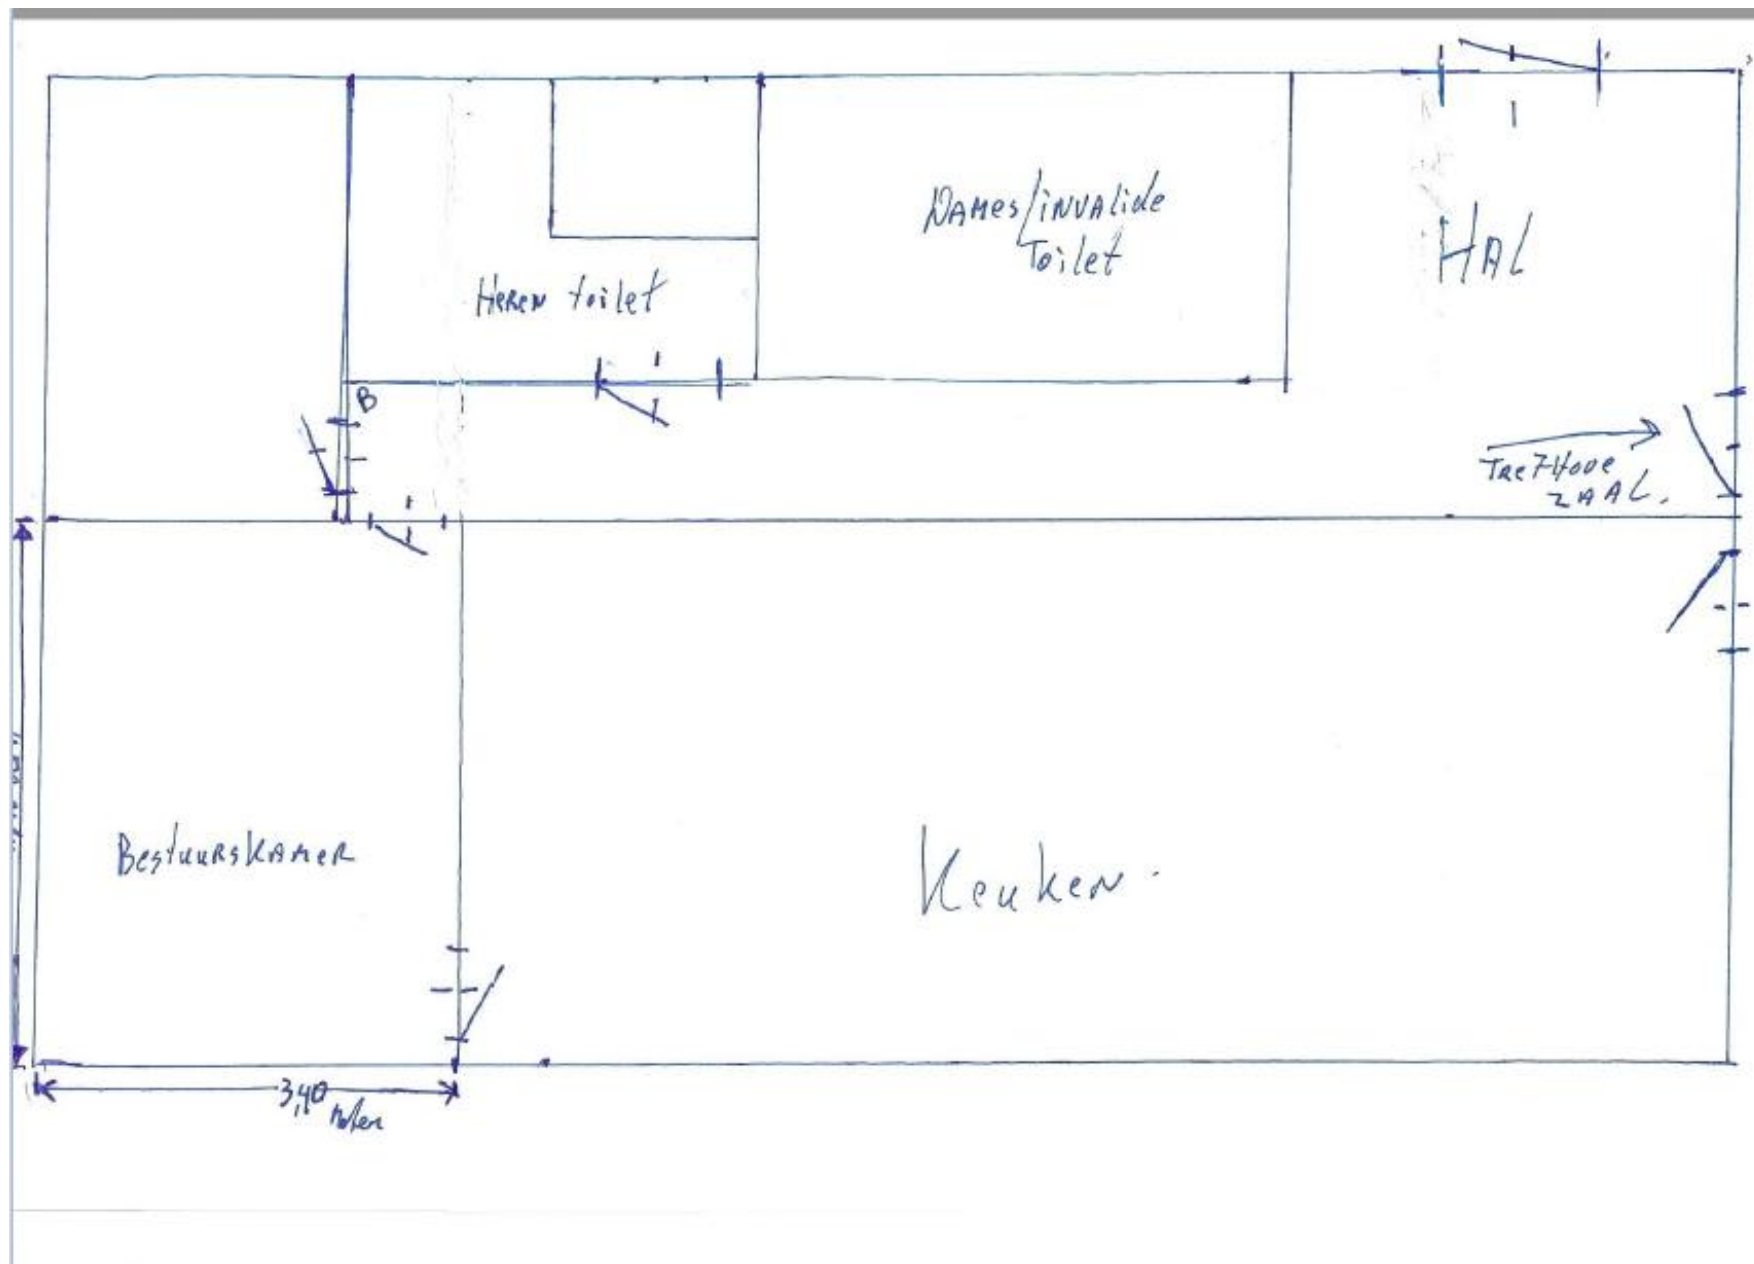 Dames/invalide
Toilet
HAL
Heren toilet
B
Trefhove
ZAAL.
Bestuurskamer
Keuken.
3,40
meter